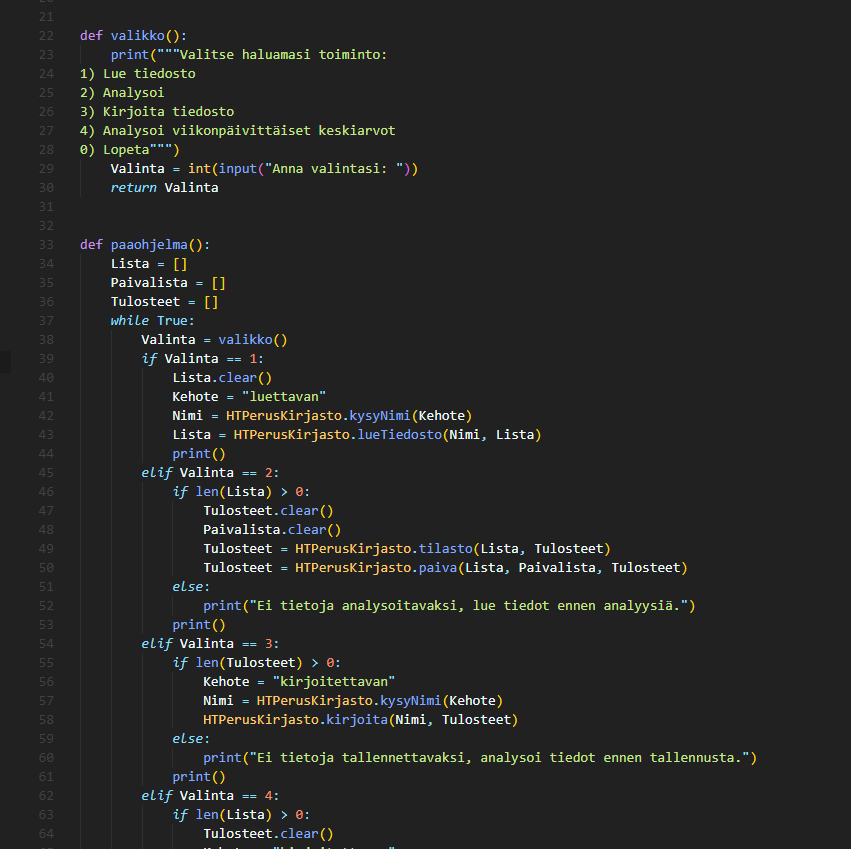 21
22 def valikko():
23     print("""Valitse haluamasi toiminto:
24 1) Lue tiedosto
25 2) Analysoi
26 3) Kirjoita tiedosto
27 4) Analysoi viikonpäivittäiset keskiarvot
28 0) Lopeta""")
29     Valinta = int(input("Anna valintasi: "))
30     return Valinta
31
32
33 def paaohjelma():
34     Lista = []
35     Paivalista = []
36     Tulosteet = []
37     while True:
38         Valinta = valikko()
39         if Valinta == 1:
40             Lista.clear()
41             Kehote = "luettavan"
42             Nimi = HTPerusKirjasto.kysyNimi(Kehote)
43             Lista = HTPerusKirjasto.lueTiedosto(Nimi, Lista)
44             print()
45         elif Valinta == 2:
46             if len(Lista) > 0:
47                 Tulosteet.clear()
48                 Paivalista.clear()
49                 Tulosteet = HTPerusKirjasto.tilasto(Lista, Tulosteet)
50                 Tulosteet = HTPerusKirjasto.paiva(Lista, Paivalista, Tulosteet)
51             else:
52                 print("Ei tietoja analysoitavaksi, lue tiedot ennen analyysiä.")
53             print()
54         elif Valinta == 3:
55             if len(Tulosteet) > 0:
56                 Kehote = "kirjoitettavan"
57                 Nimi = HTPerusKirjasto.kysyNimi(Kehote)
58                 HTPerusKirjasto.kirjoita(Nimi, Tulosteet)
59             else:
60                 print("Ei tietoja tallennettavaksi, analysoi tiedot ennen tallennusta.")
61             print()
62         elif Valinta == 4:
63             if len(Lista) > 0:
64                 Tulosteet.clear()